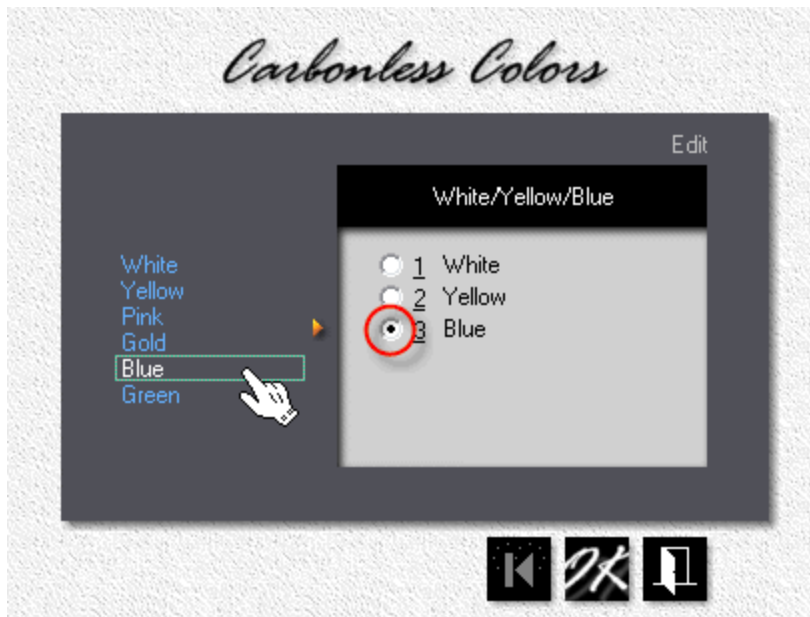 Carbonless Colors
Edit
White/Yellow/Blue
White
Yellow
Pink
Gold
Blue
Green
1 White
2 Yellow
3 Blue
OK